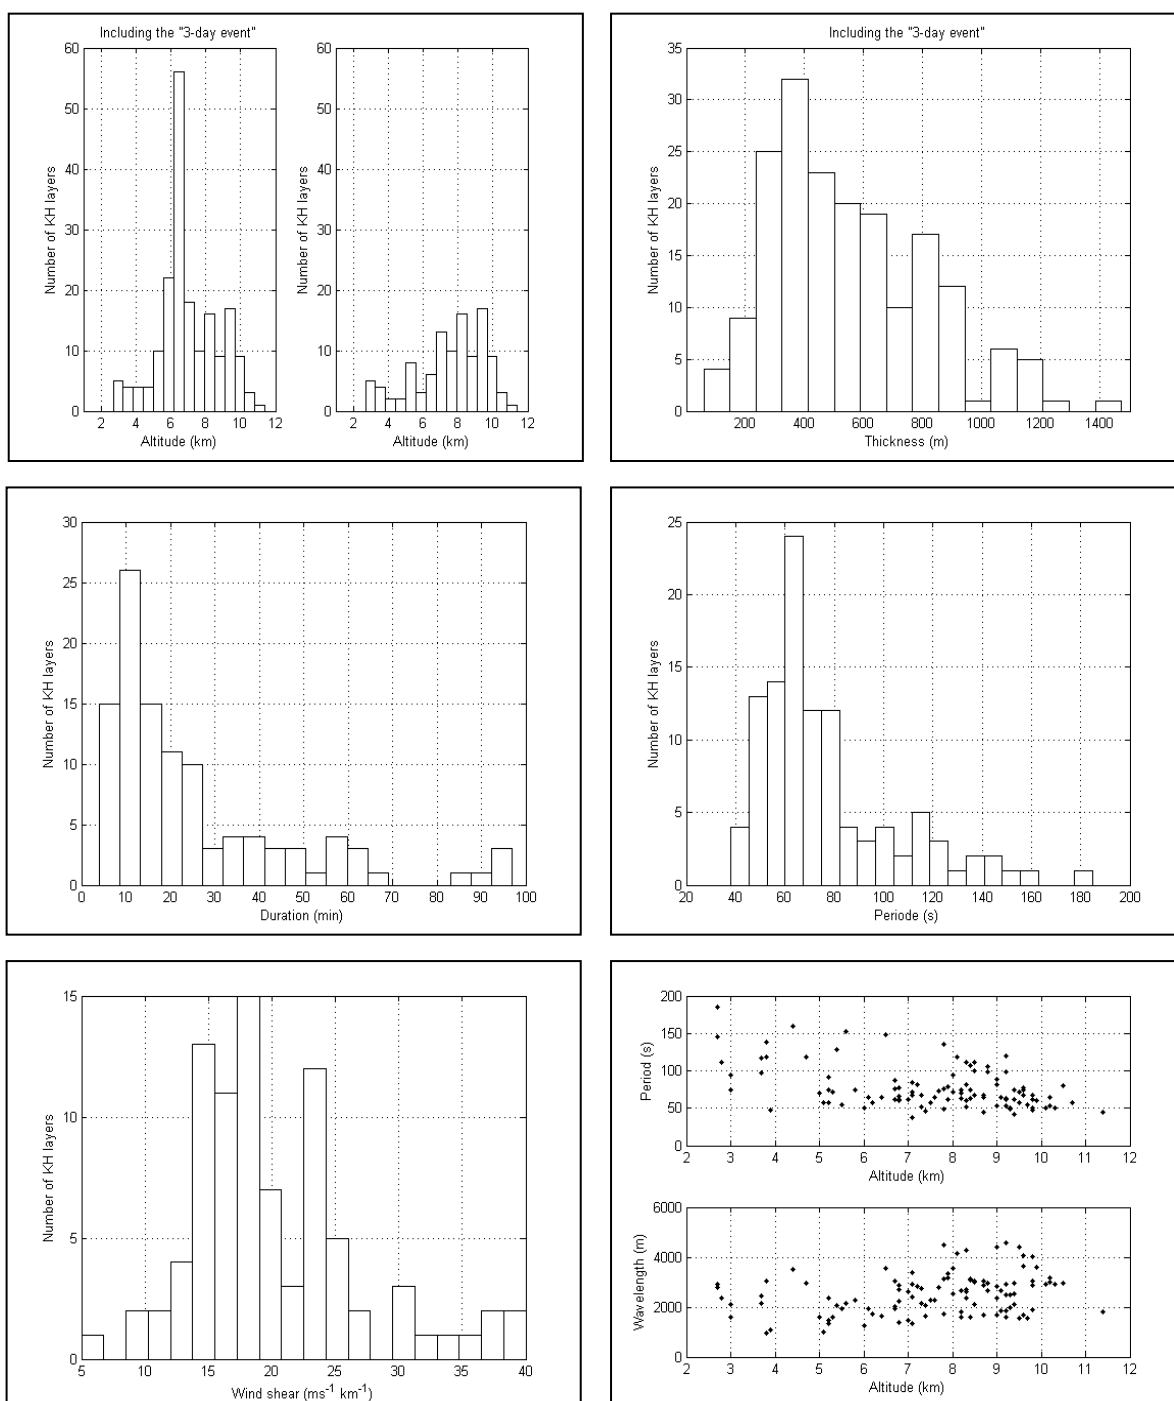 Including the "3-day event"
60
50
40
30
20
10
0
Number of KH layers
2 4 6 8 10 12
Altitude (km)
60
50
40
30
20
10
0
Number of KH layers
2 4 6 8 10 12
Altitude (km)
Including the "3-day event"
35
30
25
20
15
10
5
0
Number of KH layers
200 400 600 800 1000 1200 1400
Thickness (m)
30
25
20
15
10
5
0
Number of KH layers
0 10 20 30 40 50 60 70 80 90 100
Duration (min)
25
20
15
10
5
0
Number of KH layers
20 40 60 80 100 120 140 160 180 200
Periode (s)
15
10
5
0
Number of KH layers
5 10 15 20 25 30 35 40
Wind shear (ms⁻¹ km⁻¹)
200
150
100
50
0
Period (s)
2 3 4 5 6 7 8 9 10 11 12
Altitude (km)
6000
4000
2000
0
Wavelength (m)
2 3 4 5 6 7 8 9 10 11 12
Altitude (km)